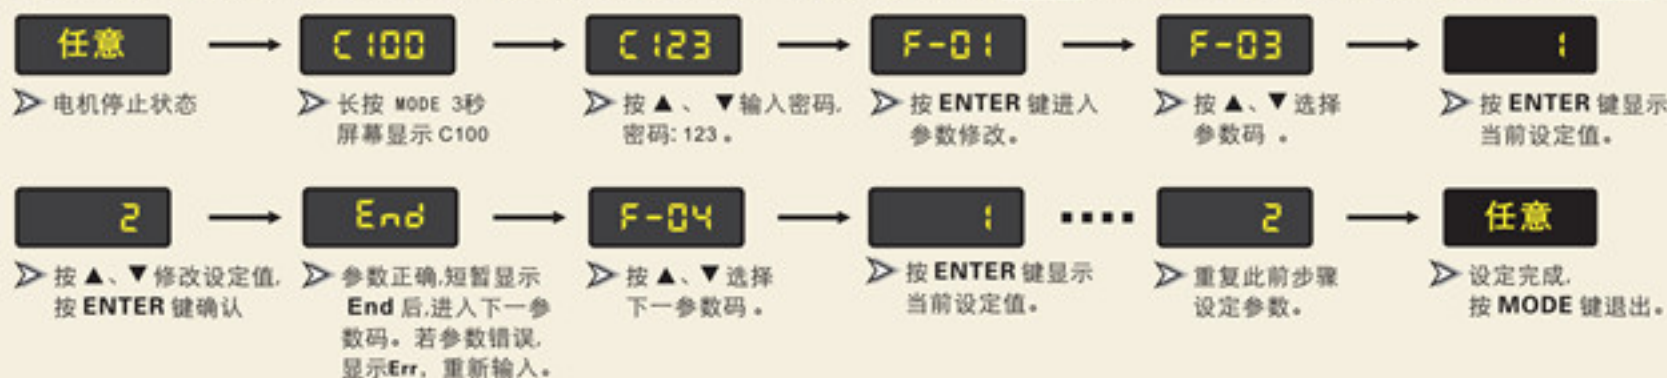 任意
C100
C123
F-01
F-03
1
电机停止状态
长按 MODE 3秒
屏幕显示 C100
按▲、▼输入密码,
密码: 123。
按 ENTER 键进入
参数修改。
按▲、▼选择
参数码 。
按 ENTER 键显示
当前设定值。
2
End
F-04
1
2
任意
按▲、▼修改设定值,
按 ENTER 键确认
参数正确,短暂显示
End 后,进入下一参
数码。若参数错误,
显示Err, 重新输入。
按▲、▼选择
下一参数码。
按 ENTER 键显示
当前设定值。
重复此前步骤
设定参数。
设定完成,
按 MODE 键退出。